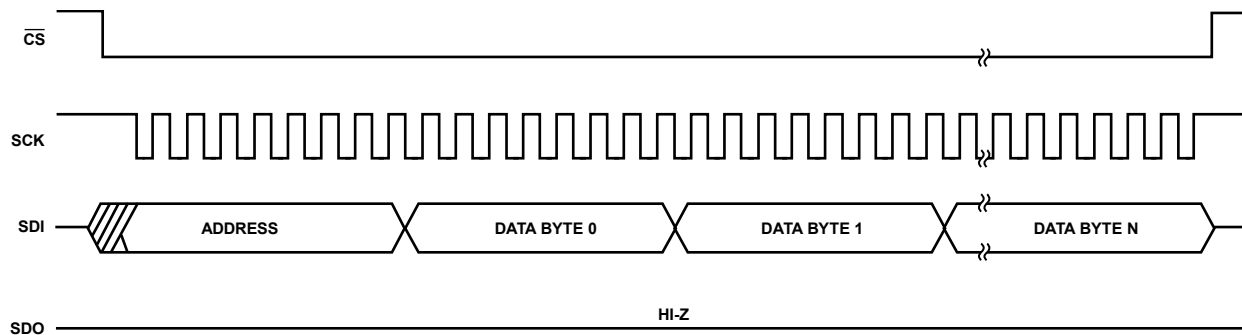 CS
SCK
SDI
ADDRESS
DATA BYTE 0
DATA BYTE 1
DATA BYTE N
SDO
HI-Z